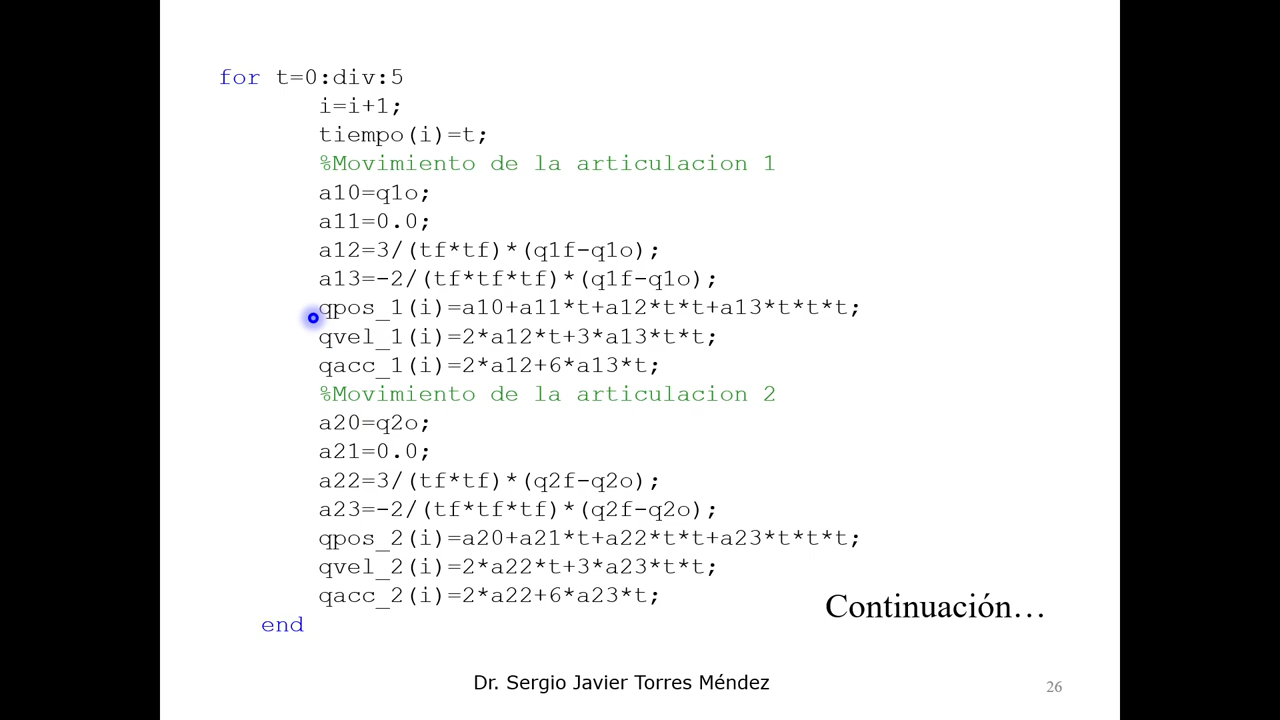 for t=0:div:5
i=i+1;
tiempo(i)=t;
%Movimiento de la articulacion 1
a10=q1o;
a11=0.0;
a12=3/(tf*tf)*(q1f-q1o);
a13=-2/(tf*tf*tf)*(q1f-q1o);
qpos_1(i)=a10+a11*t+a12*t*t+a13*t*t*t;
qvel_1(i)=2*a12*t+3*a13*t*t;
qacc_1(i)=2*a12+6*a13*t;
%Movimiento de la articulacion 2
a20=q2o;
a21=0.0;
a22=3/(tf*tf)*(q2f-q2o);
a23=-2/(tf*tf*tf)*(q2f-q2o);
qpos_2(i)=a20+a21*t+a22*t*t+a23*t*t*t;
qvel_2(i)=2*a22*t+3*a23*t*t;
qacc_2(i)=2*a22+6*a23*t;
end
Continuación…
Dr. Sergio Javier Torres Méndez
26